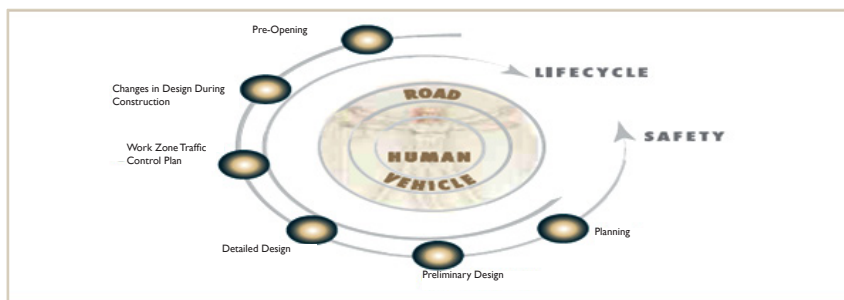 Pre-Opening
LIFECYCLE
Changes in Design During
Construction
ROAD
SAFETY
Work Zone Traffic
Control Plan
HUMAN
VEHICLE
Planning
Detailed Design
Preliminary Design